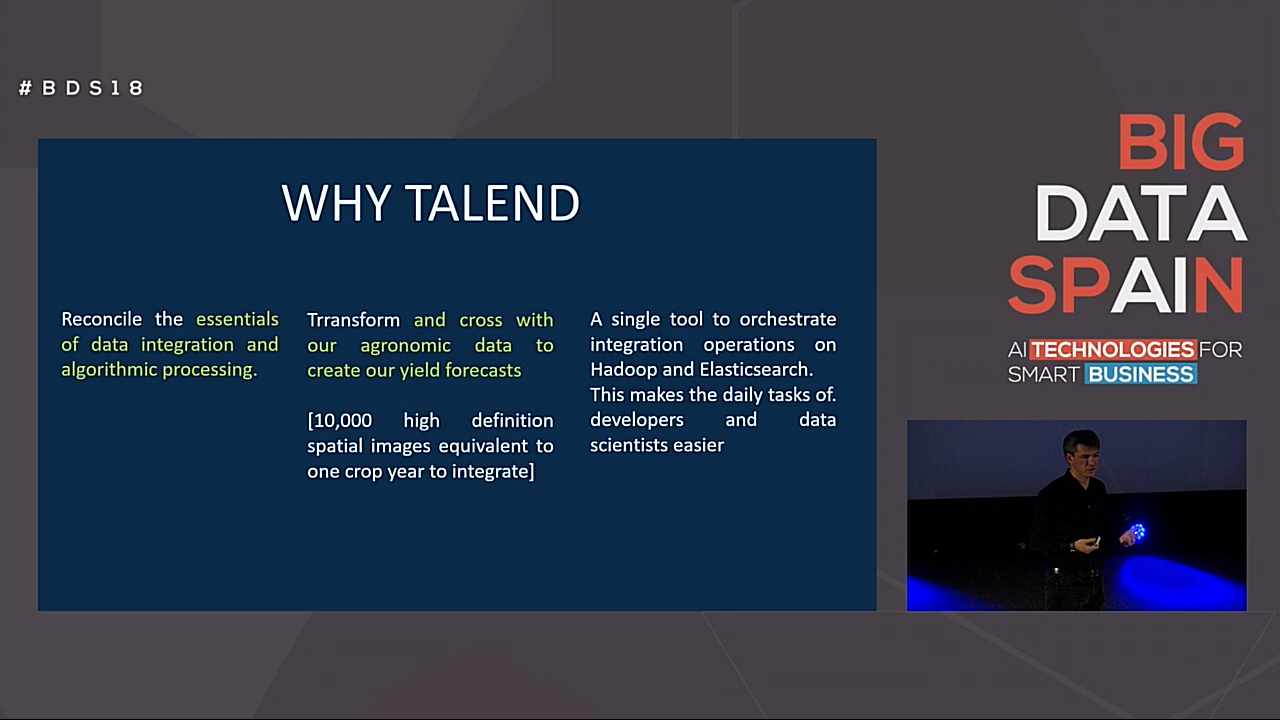 #BDS18
WHY TALEND
Reconcile the essentials
of data integration and
algorithmic processing.
Trransform and cross with
our agronomic data to
create our yield forecasts
[10,000 high definition
spatial images equivalent to
one crop year to integrate]
A single tool to orchestrate
integration operations on
Hadoop and Elasticsearch.
This makes the daily tasks of.
developers and data
scientists easier
BIG
DATA
SPAIN
AI TECHNOLOGIES FOR
SMART BUSINESS